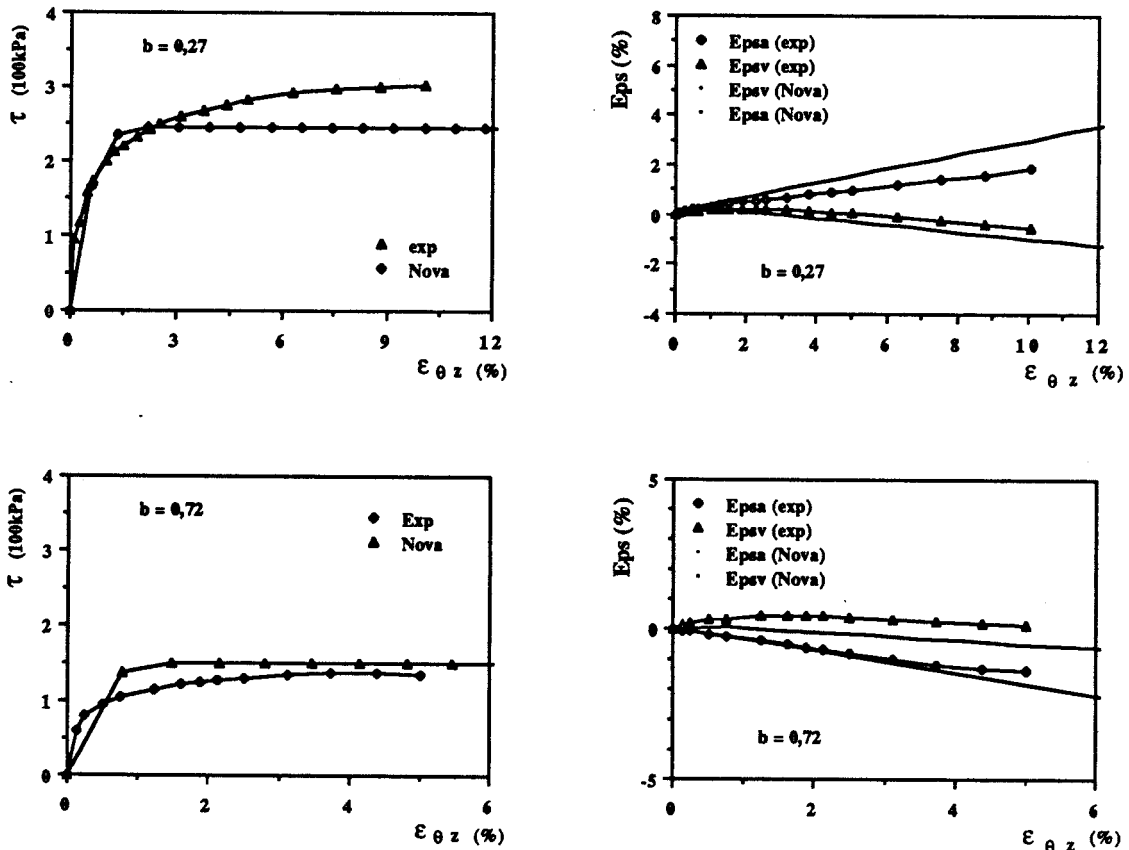 τ (100kPa)
4
3
2
1
0
b = 0,27
exp
Nova
0 3 6 9 12
ε θ z (%)
Eps (%)
8
6
4
2
0
-2
-4
Epsa (exp)
Epsv (exp)
Epsv (Nova)
Epsa (Nova)
b = 0,27
0 2 4 6 8 10 12
ε θ z (%)
τ (100kPa)
4
3
2
1
0
b = 0,72
Exp
Nova
0 2 4 6
ε θ z (%)
Eps (%)
5
0
-5
Epsa (exp)
Epsv (exp)
Epsa (Nova)
Epsv (Nova)
b = 0,72
0 2 4 6
ε θ z (%)